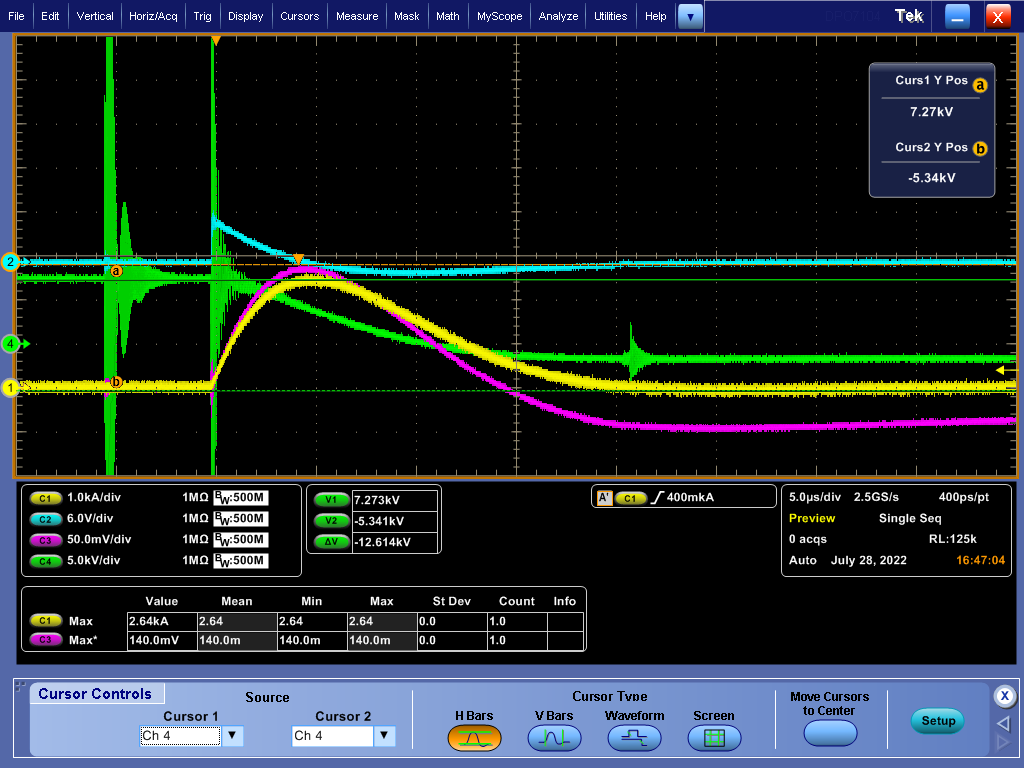 File Edit Vertical Horiz/Acq Trig Display Cursors Measure Mask Math MyScope Analyze Utilities Help ▼ Tek X
Curs1 Y Pos a
7.27kV
Curs2 Y Pos b
-5.34kV
2
a
4
b
1
C1 1.0kA/div 1MΩ BW:500M
C2 6.0V/div 1MΩ BW:500M
C3 50.0mV/div 1MΩ BW:500M
C4 5.0kV/div 1MΩ BW:500M
V1 7.273kV
V2 -5.341kV
ΔV -12.614kV
A' C1 400mkA
5.0µs/div 2.5GS/s 400ps/pt
Preview Single Seq
0 acqs RL:125k
Auto July 28, 2022 16:47:04
Value Mean Min Max St Dev Count Info
C1 Max 2.64kA 2.64 2.64 2.64 0.0 1.0
C3 Max* 140.0mV 140.0m 140.0m 140.0m 0.0 1.0
Cursor Controls
Source
Cursor 1 Cursor 2
Ch 4 ▼ Ch 4 ▼
Cursor Type
H Bars V Bars Waveform Screen
Move Cursors
to Center
Setup
X